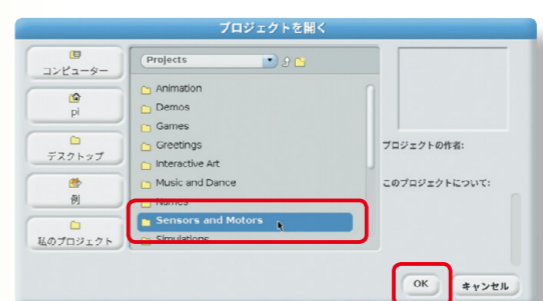 プロジェクトを開く
コンピューター
pi
デスクトップ
例
私のプロジェクト
Projects
Animation
Demos
Games
Greetings
Interactive Art
Music and Dance
Names
Sensors and Motors
Simulations
プロジェクトの作者:
このプロジェクトについて:
OK
キャンセル